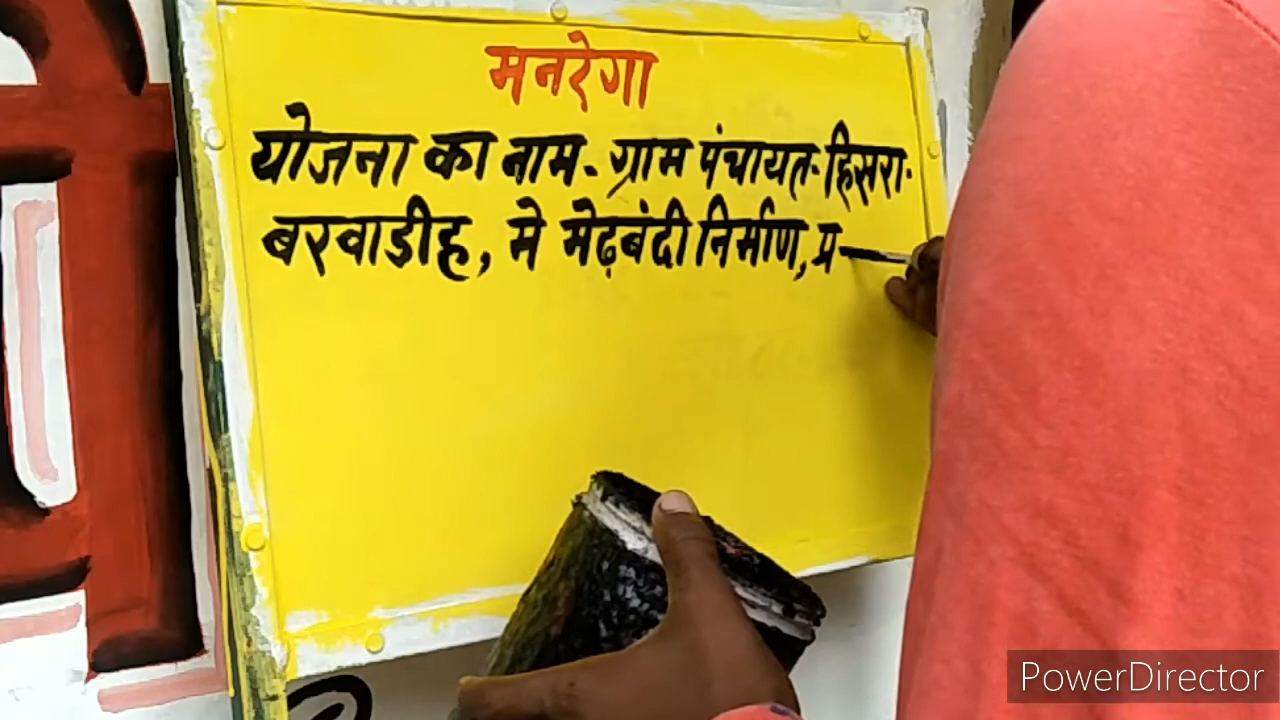 मनरेगा
योजना का नाम- ग्राम पंचायत- हिसरा-
बरवाडीह, मे मेढ़बंदी निर्माण, प्र
PowerDirector